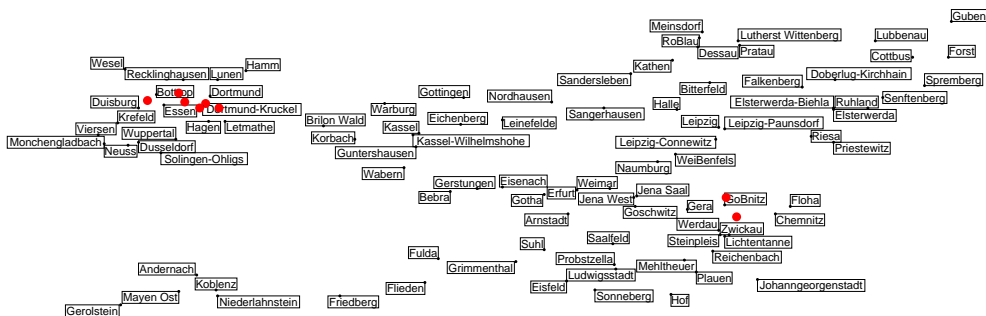 Guben
Meinsdorf
RoBlau
Lutherst Wittenberg
Lubbenau
Dessau
Pratau
Cottbus
Forst
Wesel
Hamm
Kathen
Recklinghausen
Lunen
Sandersleben
Bitterfeld
Falkenberg
Doberlug-Kirchhain
Spremberg
Bottrop
Dortmund
Gottingen
Nordhausen
Senftenberg
Duisburg
Essen
Dortmund-Kruckel
Warburg
Sangerhausen
Halle
Elsterwerda-Biehla
Ruhland
Elsterwerda
Krefeld
Hagen
Letmathe
Brilon Wald
Eichenberg
Leinefelde
Leipzig
Leipzig-Paunsdorf
Viersen
Wuppertal
Korbach
Kassel
Kassel-Wilhelmshohe
Riesa
Monchengladbach
Neuss
Dusseldorf
Guntershausen
Leipzig-Connewitz
Priestewitz
Solingen-Ohligs
Wabern
Naumburg
WeiBenfels
Bebra
Gerstungen
Eisenach
Weimar
Gotha
Erfurt
Jena West
Jena Saal
GoBnitz
Floha
Arnstadt
Goschwitz
Gera
Chemnitz
Werdau
Zwickau
Suhl
Saalfeld
Steinpleis
Lichtentanne
Fulda
Grimmenthal
Probstzella
Reichenbach
Andernach
Ludwigsstadt
Mehltheuer
Plauen
Koblenz
Flieden
Eisfeld
Johanngeorgenstadt
Mayen Ost
Niederlahnstein
Friedberg
Sonneberg
Hof
Gerolstein